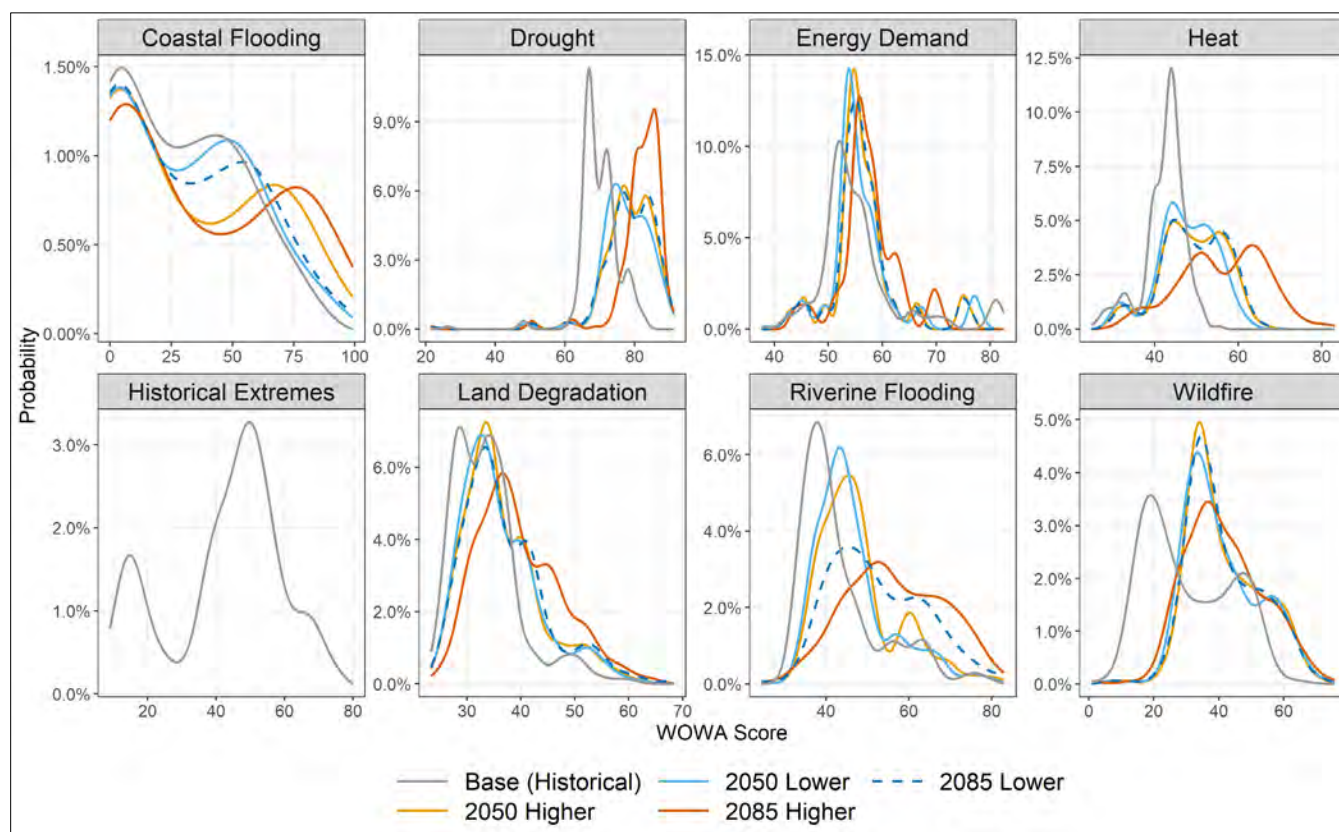 Coastal Flooding
Drought
Energy Demand
Heat
1.50%
1.00%
0.50%
0.00%
0 25 50 75 100
9.0%
6.0%
3.0%
0.0%
20 40 60 80
15.0%
10.0%
5.0%
0.0%
40 50 60 70 80
12.5%
10.0%
7.5%
5.0%
2.5%
0.0%
40 60 80
Probability
Historical Extremes
Land Degradation
Riverine Flooding
Wildfire
3.0%
2.0%
1.0%
0.0%
20 40 60 80
6.0%
4.0%
2.0%
0.0%
30 40 50 60 70
6.0%
4.0%
2.0%
0.0%
40 60 80
5.0%
4.0%
3.0%
2.0%
1.0%
0.0%
0 20 40 60
WOWA Score
Base (Historical) 2050 Lower 2085 Lower
2050 Higher 2085 Higher